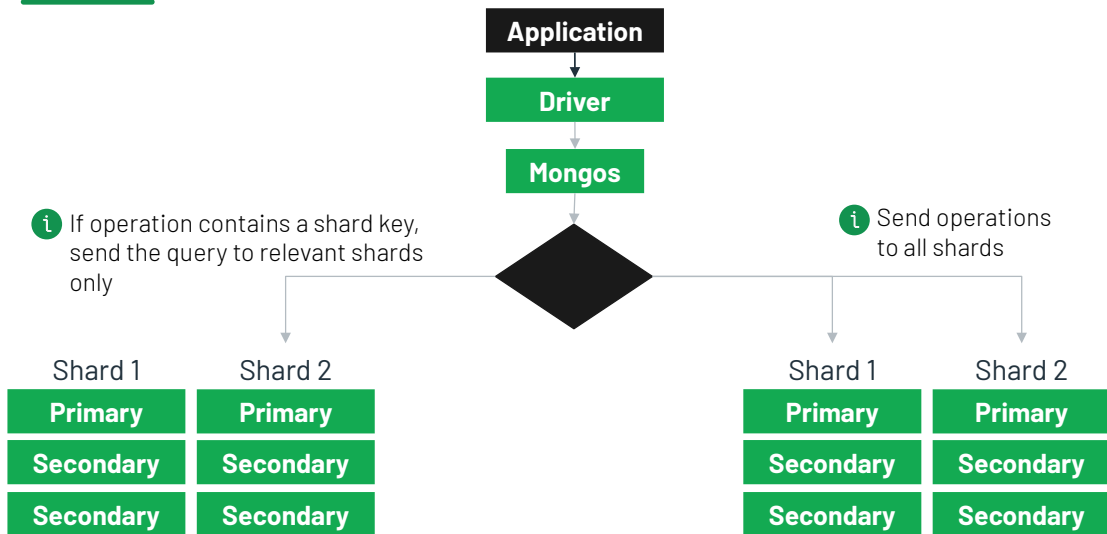 Application
Driver
Mongos
i If operation contains a shard key,
send the query to relevant shards
only
i Send operations
to all shards
Shard 1
Shard 2
Primary
Primary
Secondary
Secondary
Secondary
Secondary
Shard 1
Shard 2
Primary
Primary
Secondary
Secondary
Secondary
Secondary